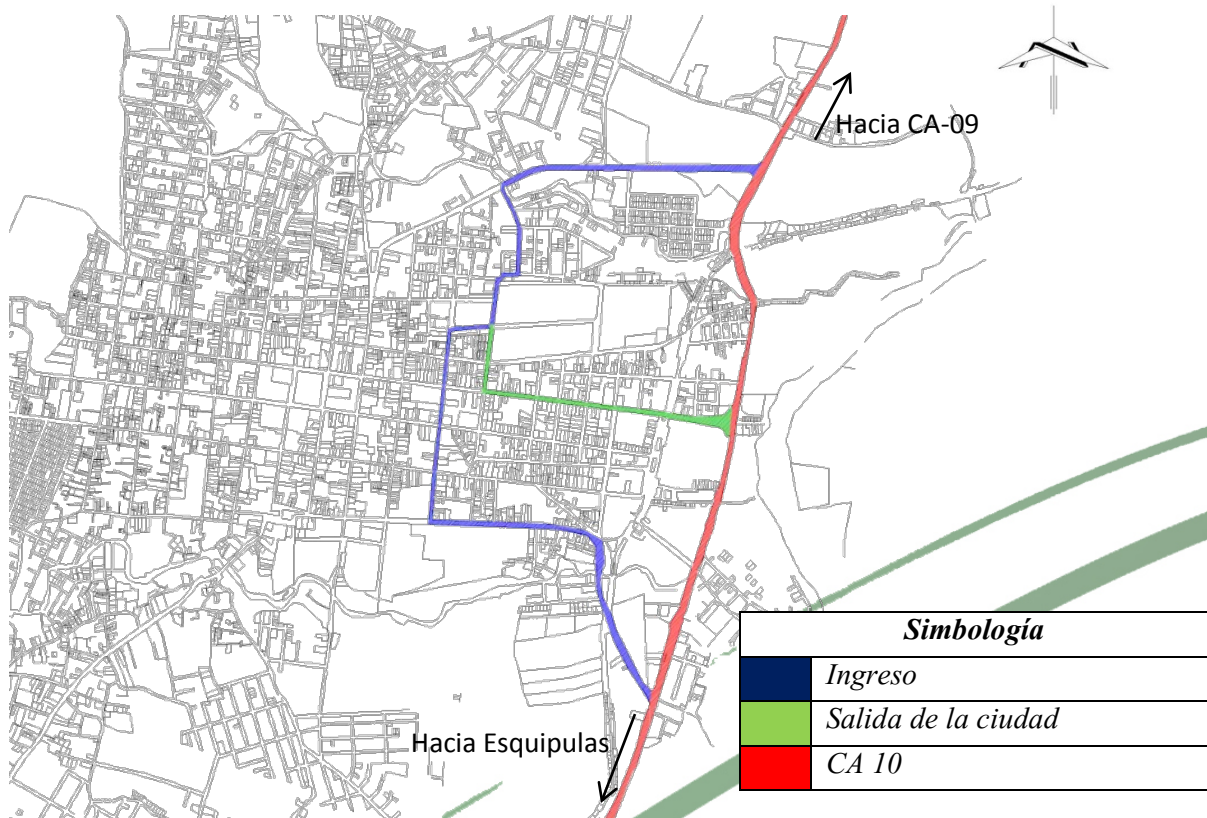 Hacia CA-09
Hacia Esquipulas
Simbología
Ingreso
Salida de la ciudad
CA 10